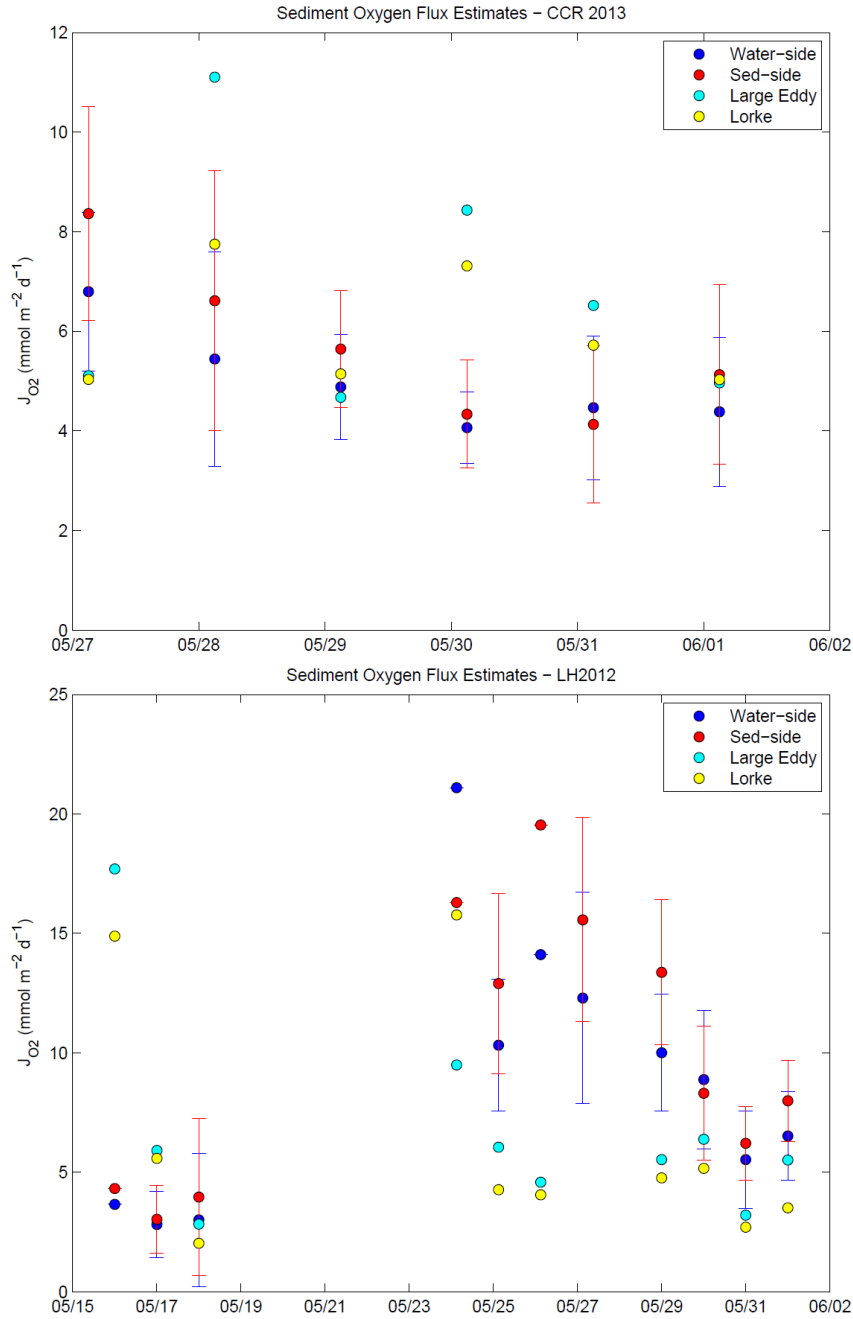 Sediment Oxygen Flux Estimates − CCR 2013
12
10
8
6
4
2
0
J_O2 (mmol m−2 d−1)
Water−side
Sed−side
Large Eddy
Lorke
05/27 05/28 05/29 05/30 05/31 06/01 06/02
Sediment Oxygen Flux Estimates − LH2012
25
20
15
10
5
0
J_O2 (mmol m−2 d−1)
Water−side
Sed−side
Large Eddy
Lorke
05/15 05/17 05/19 05/21 05/23 05/25 05/27 05/29 05/31 06/02